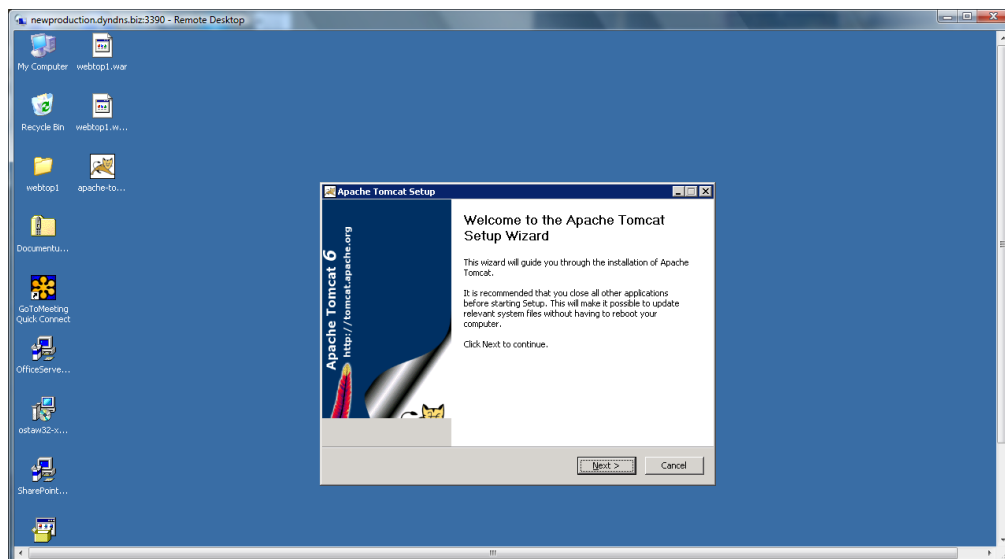 newproduction.dyndns.biz:3390 - Remote Desktop
My Computer
webtop1.war
Recycle Bin
webtop1.w...
webtop1
apache-to...
Documentu...
GoToMeeting
Quick Connect
OfficeServe...
ostaw32-x...
SharePoint...
Apache Tomcat Setup
Apache Tomcat 6
http://tomcat.apache.org
Welcome to the Apache Tomcat
Setup Wizard
This wizard will guide you through the installation of Apache
Tomcat.
It is recommended that you close all other applications
before starting Setup. This will make it possible to update
relevant system files without having to reboot your
computer.
Click Next to continue.
Next >
Cancel